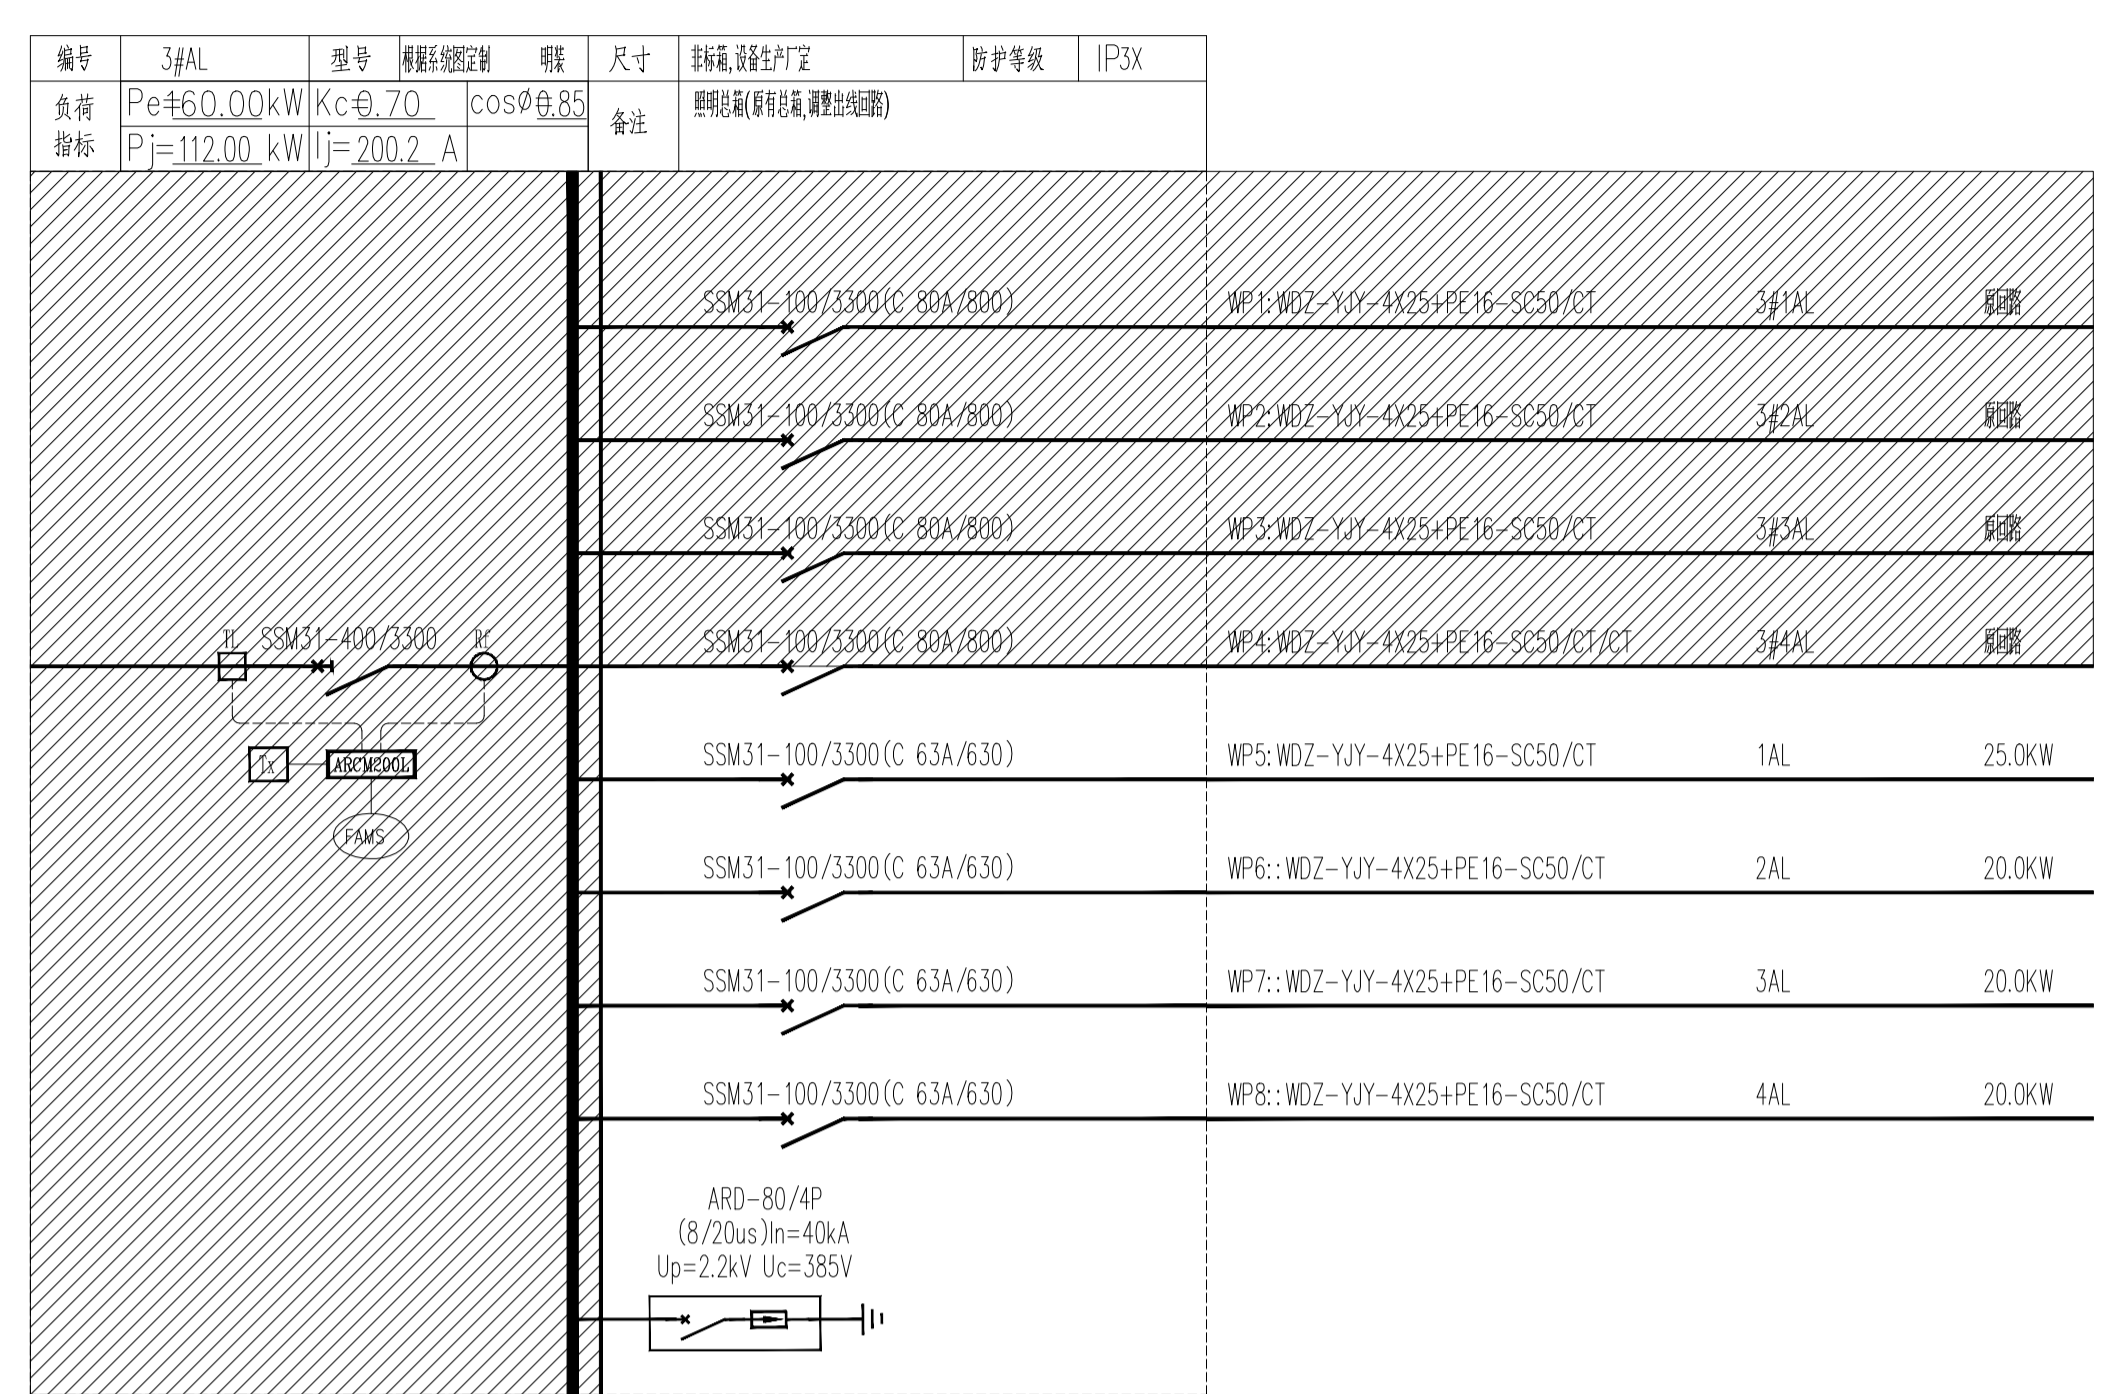 编号 3#AL 型号 根据系统图定制 明装 尺寸 非标箱,设备生产厂定 防护等级 IP3X
负荷指标 Pe=160.00kW Kc=0.70 cosØ=0.85 备注 照明总箱(原有总箱,调整出线回路)
Pj=112.00 kW Ij=200.2 A
SSM31-100/3300(C 80A/800) WP1:WDZ-YJY-4X25+PE16-SC50/CT 3#1AL 原回路
SSM31-100/3300(C 80A/800) WP2:WDZ-YJY-4X25+PE16-SC50/CT 3#2AL 原回路
SSM31-100/3300(C 80A/800) WP3:WDZ-YJY-4X25+PE16-SC50/CT 3#3AL 原回路
TL SSM31-400/3300 Rf SSM31-100/3300(C 80A/800) WP4:WDZ-YJY-4X25+PE16-SC50/CT/CT 3#4AL 原回路
Tx ARCM200L SSM31-100/3300(C 63A/630) WP5:WDZ-YJY-4X25+PE16-SC50/CT 1AL 25.0KW
FAMS
SSM31-100/3300(C 63A/630) WP6::WDZ-YJY-4X25+PE16-SC50/CT 2AL 20.0KW
SSM31-100/3300(C 63A/630) WP7::WDZ-YJY-4X25+PE16-SC50/CT 3AL 20.0KW
SSM31-100/3300(C 63A/630) WP8::WDZ-YJY-4X25+PE16-SC50/CT 4AL 20.0KW
ARD-80/4P
(8/20us)In=40kA
Up=2.2kV Uc=385V